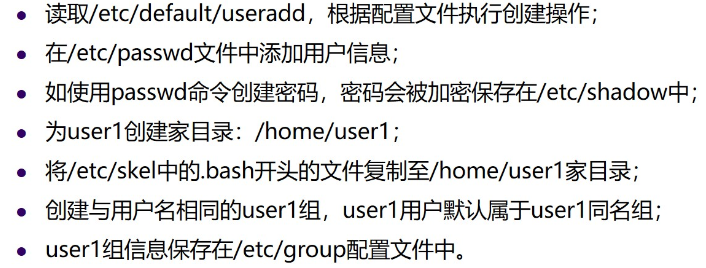 • 读取/etc/default/useradd，根据配置文件执行创建操作；
• 在/etc/passwd文件中添加用户信息；
• 如使用passwd命令创建密码，密码会被加密保存在/etc/shadow中；
• 为user1创建家目录：/home/user1；
• 将/etc/skel中的.bash开头的文件复制至/home/user1家目录；
• 创建与用户名相同的user1组，user1用户默认属于user1同名组；
• user1组信息保存在/etc/group配置文件中。